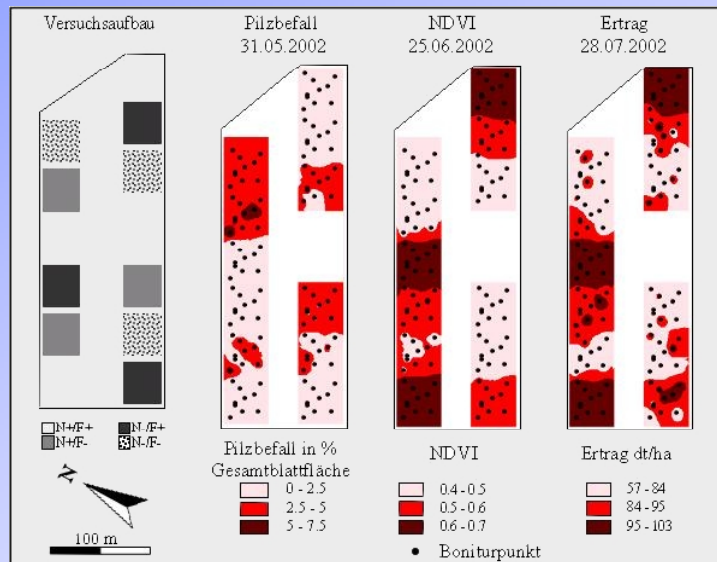 Versuchsaufbau
Pilzbefall
31.05.2002
NDVI
25.06.2002
Ertrag
28.07.2002
N+/F+ N-/F+
N+/F- N-/F-
N
100 m
Pilzbefall in %
Gesamtblattfläche
0 - 2.5
2.5 - 5
5 - 7.5
NDVI
0.4 - 0.5
0.5 - 0.6
0.6 - 0.7
Ertrag dt/ha
57 - 84
84 - 95
95 - 103
Boniturpunkt